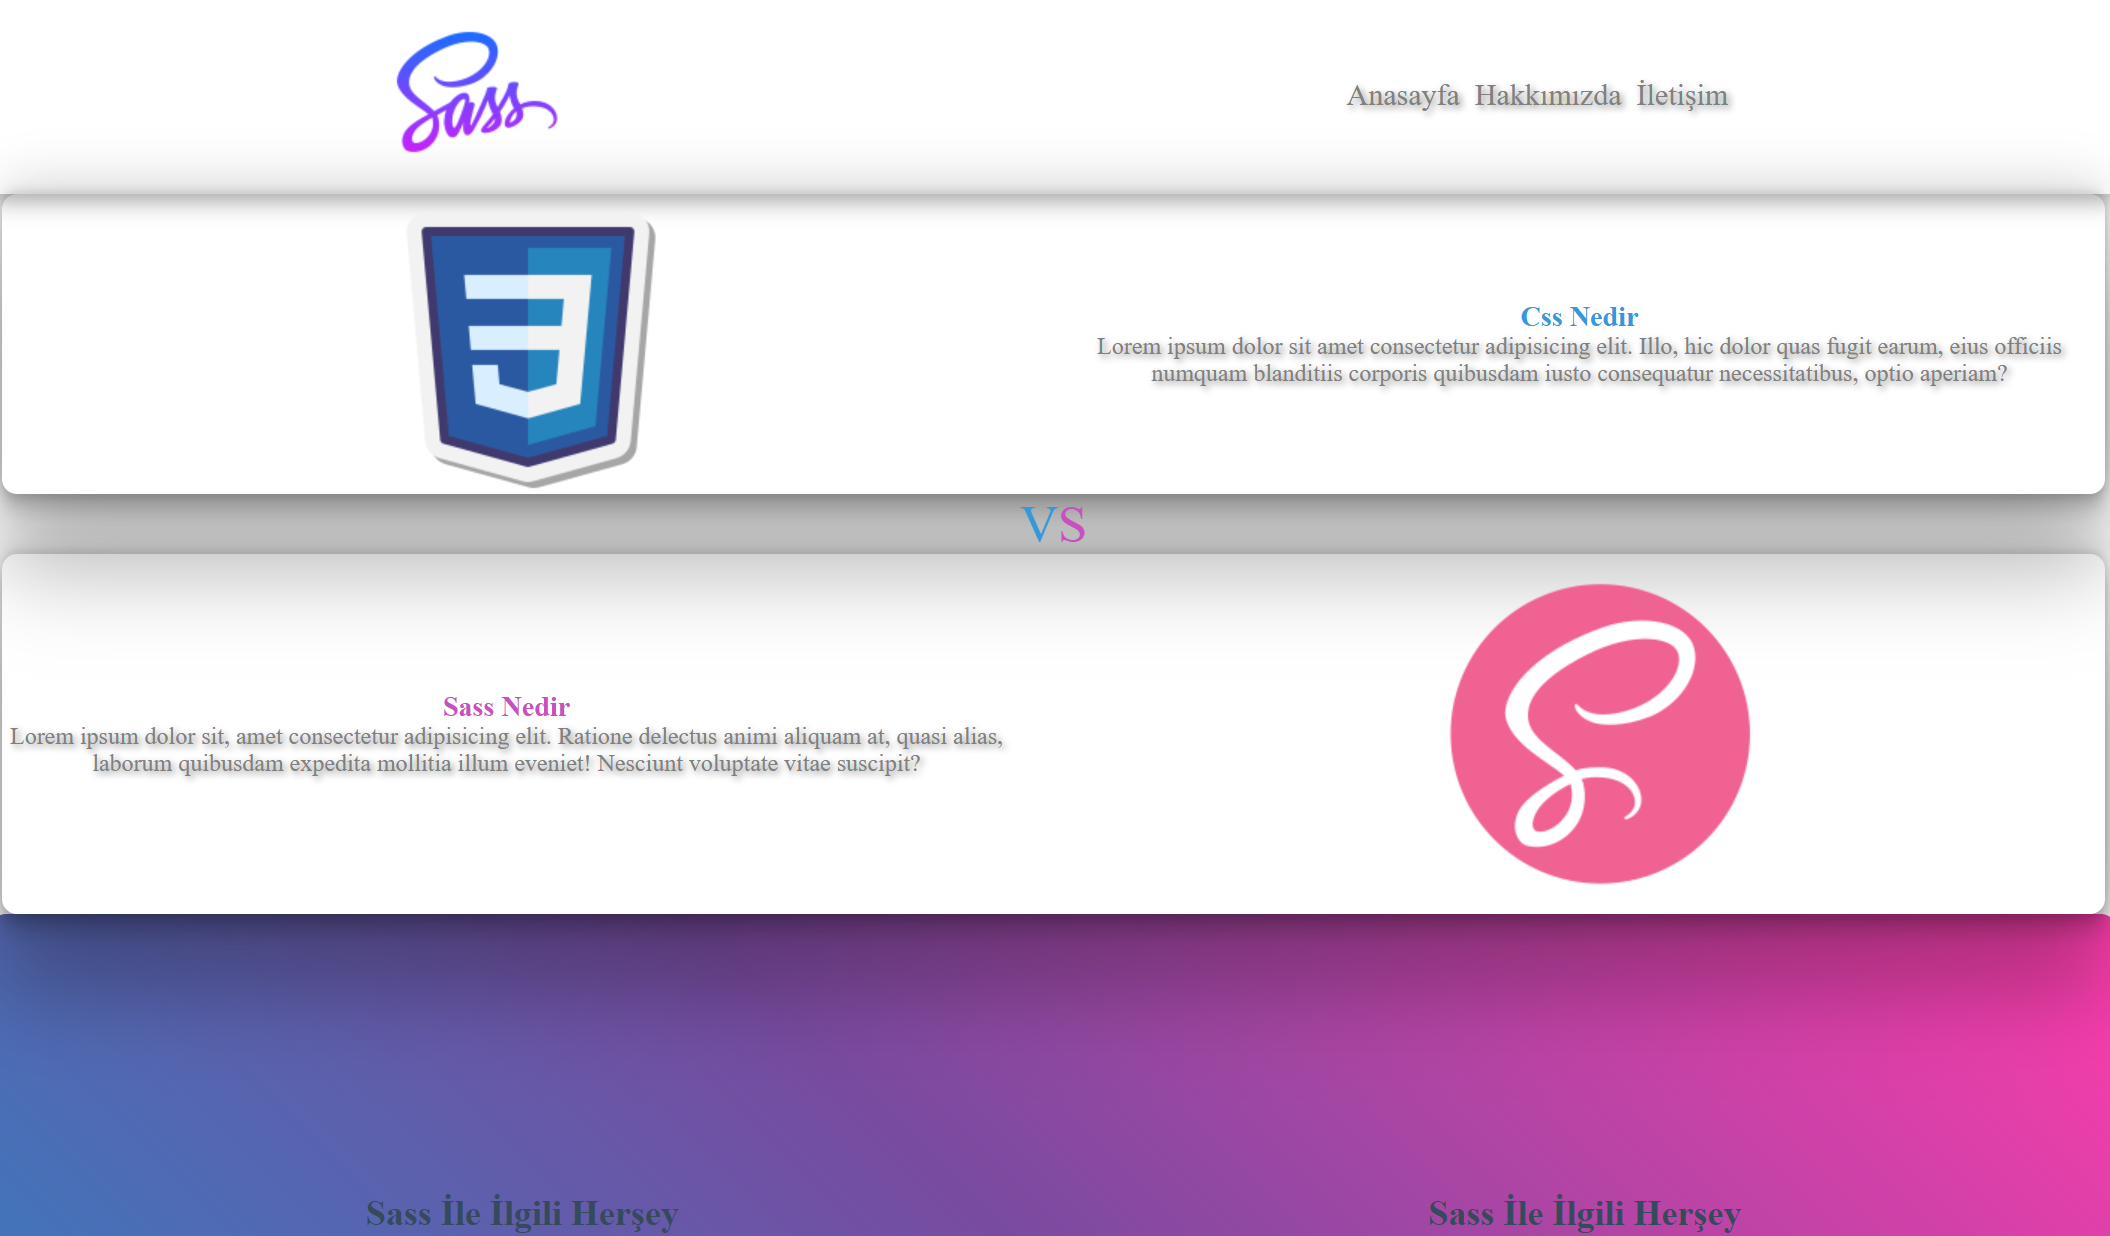 Sass
Anasayfa Hakkımızda İletişim
Css Nedir
Lorem ipsum dolor sit amet consectetur adipisicing elit. Illo, hic dolor quas fugit earum, eius officiis
numquam blanditiis corporis quibusdam iusto consequatur necessitatibus, optio aperiam?
VS
Sass Nedir
Lorem ipsum dolor sit, amet consectetur adipisicing elit. Ratione delectus animi aliquam at, quasi alias,
laborum quibusdam expedita mollitia illum eveniet! Nesciunt voluptate vitae suscipit?
Sass İle İlgili Herşey
Sass İle İlgili Herşey